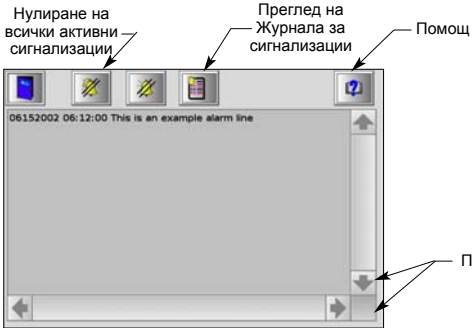 Нулиране на
всички активни
сигнализации
Преглед на
Журнала за
сигнализации
Помощ
06152002 06:12:00 This is an example alarm line
П